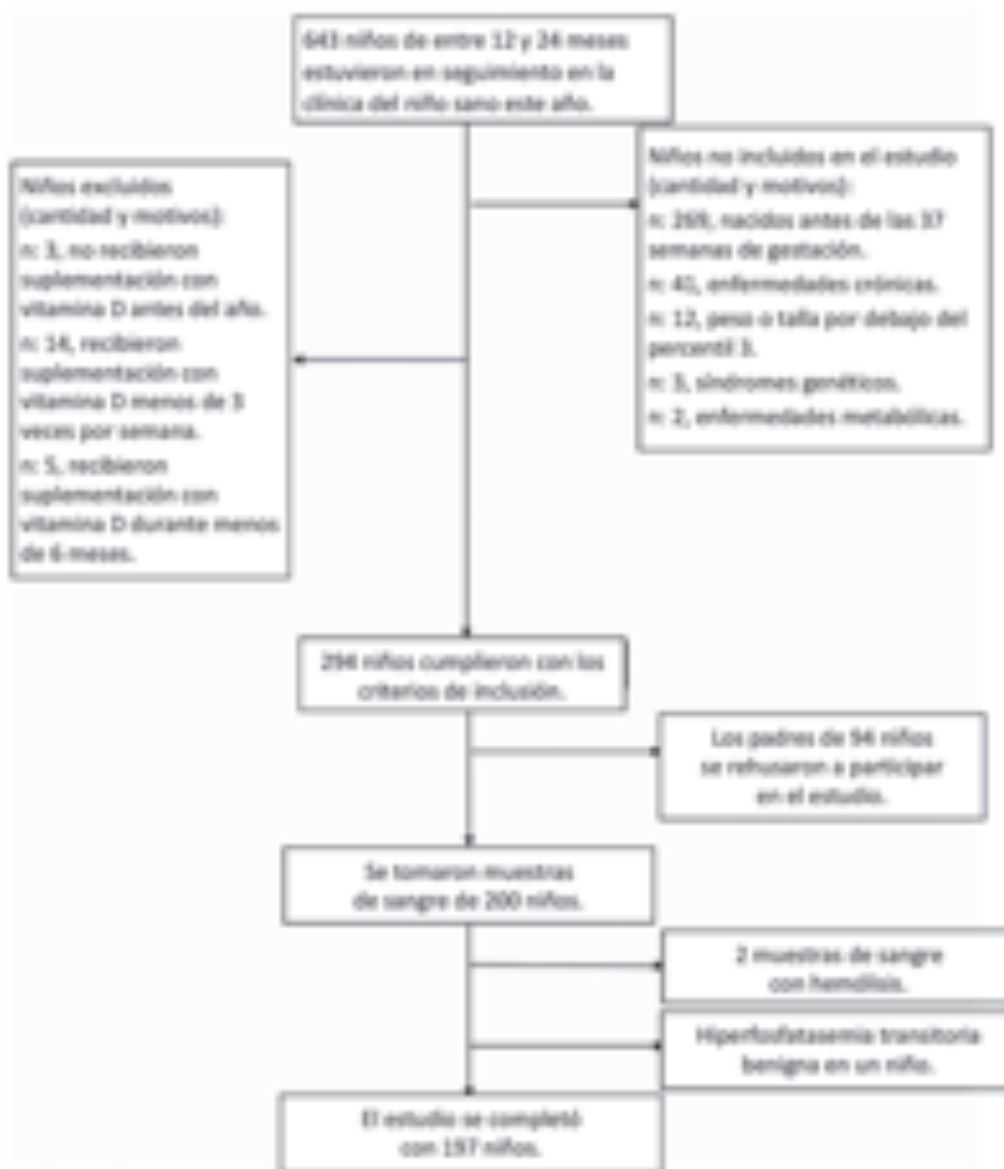 643 niños de entre 12 y 24 meses
estuvieron en seguimiento en la
clínica del niño sano este año.
Niños no incluidos en el estudio
(cantidad y motivos):
n: 269, nacidos antes de las 37
semanas de gestación.
n: 41, enfermedades crónicas.
n: 12, peso o talla por debajo del
percentil 3.
n: 3, síndromes genéticos.
n: 2, enfermedades metabólicas.
Niños excluidos
(cantidad y motivos):
n: 3, no recibieron
suplementación con
vitamina D antes del año.
n: 14, recibieron
suplementación con
vitamina D menos de 3
veces por semana.
n: 5, recibieron
suplementación con
vitamina D durante menos
de 6 meses.
294 niños cumplieron con los
criterios de inclusión.
Los padres de 94 niños
se rehusaron a participar
en el estudio.
Se tomaron muestras
de sangre de 200 niños.
2 muestras de sangre
con hemólisis.
Hiperfosfatasemia transitoria
benigna en un niño.
El estudio se completó
con 197 niños.